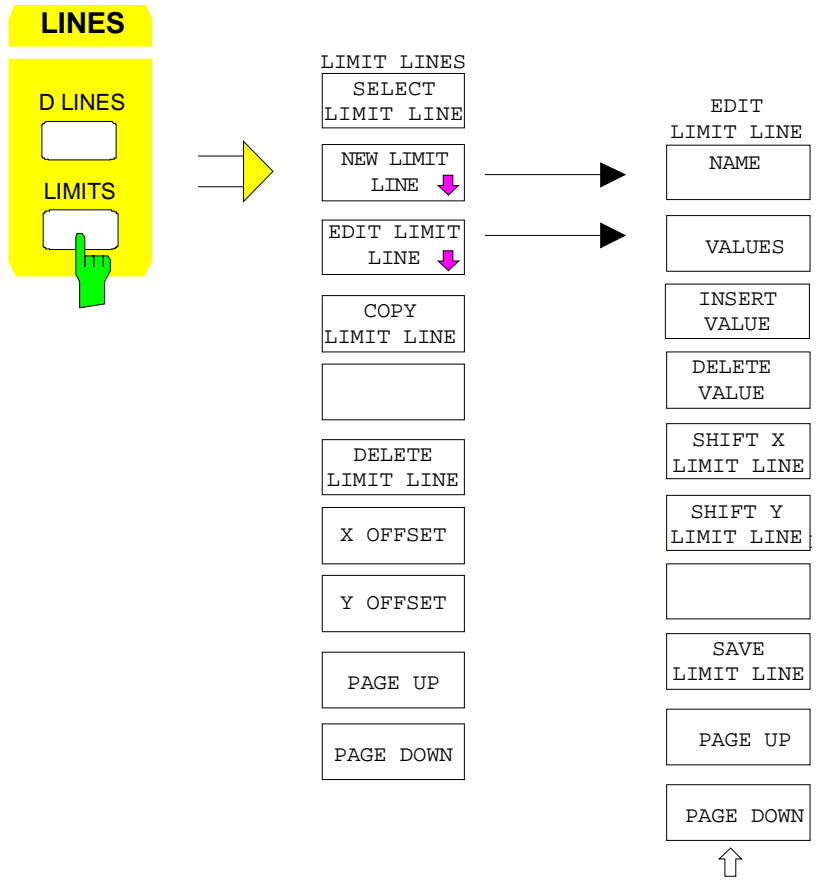 LINES
D LINES
LIMITS
LIMIT LINES
SELECT
LIMIT LINE
NEW LIMIT
LINE
EDIT LIMIT
LINE
COPY
LIMIT LINE
DELETE
LIMIT LINE
X OFFSET
Y OFFSET
PAGE UP
PAGE DOWN
EDIT
LIMIT LINE
NAME
VALUES
INSERT
VALUE
DELETE
VALUE
SHIFT X
LIMIT LINE
SHIFT Y
LIMIT LINE
SAVE
LIMIT LINE
PAGE UP
PAGE DOWN